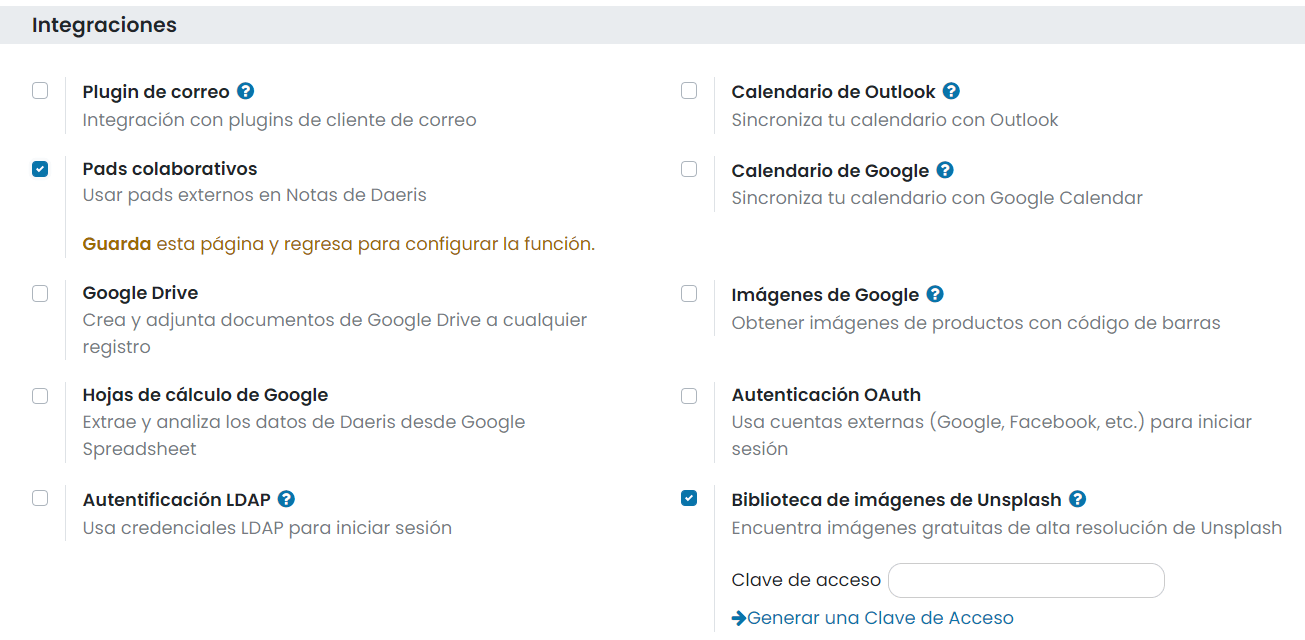 Integraciones
Plugin de correo
Integración con plugins de cliente de correo
Calendario de Outlook
Sincroniza tu calendario con Outlook
Pads colaborativos
Usar pads externos en Notas de Daeris
Guarda esta página y regresa para configurar la función.
Calendario de Google
Sincroniza tu calendario con Google Calendar
Google Drive
Crea y adjunta documentos de Google Drive a cualquier
registro
Imágenes de Google
Obtener imágenes de productos con código de barras
Hojas de cálculo de Google
Extrae y analiza los datos de Daeris desde Google
Spreadsheet
Autenticación OAuth
Usa cuentas externas (Google, Facebook, etc.) para iniciar
sesión
Autentificación LDAP
Usa credenciales LDAP para iniciar sesión
Biblioteca de imágenes de Unsplash
Encuentra imágenes gratuitas de alta resolución de Unsplash
Clave de acceso
Generar una Clave de Acceso